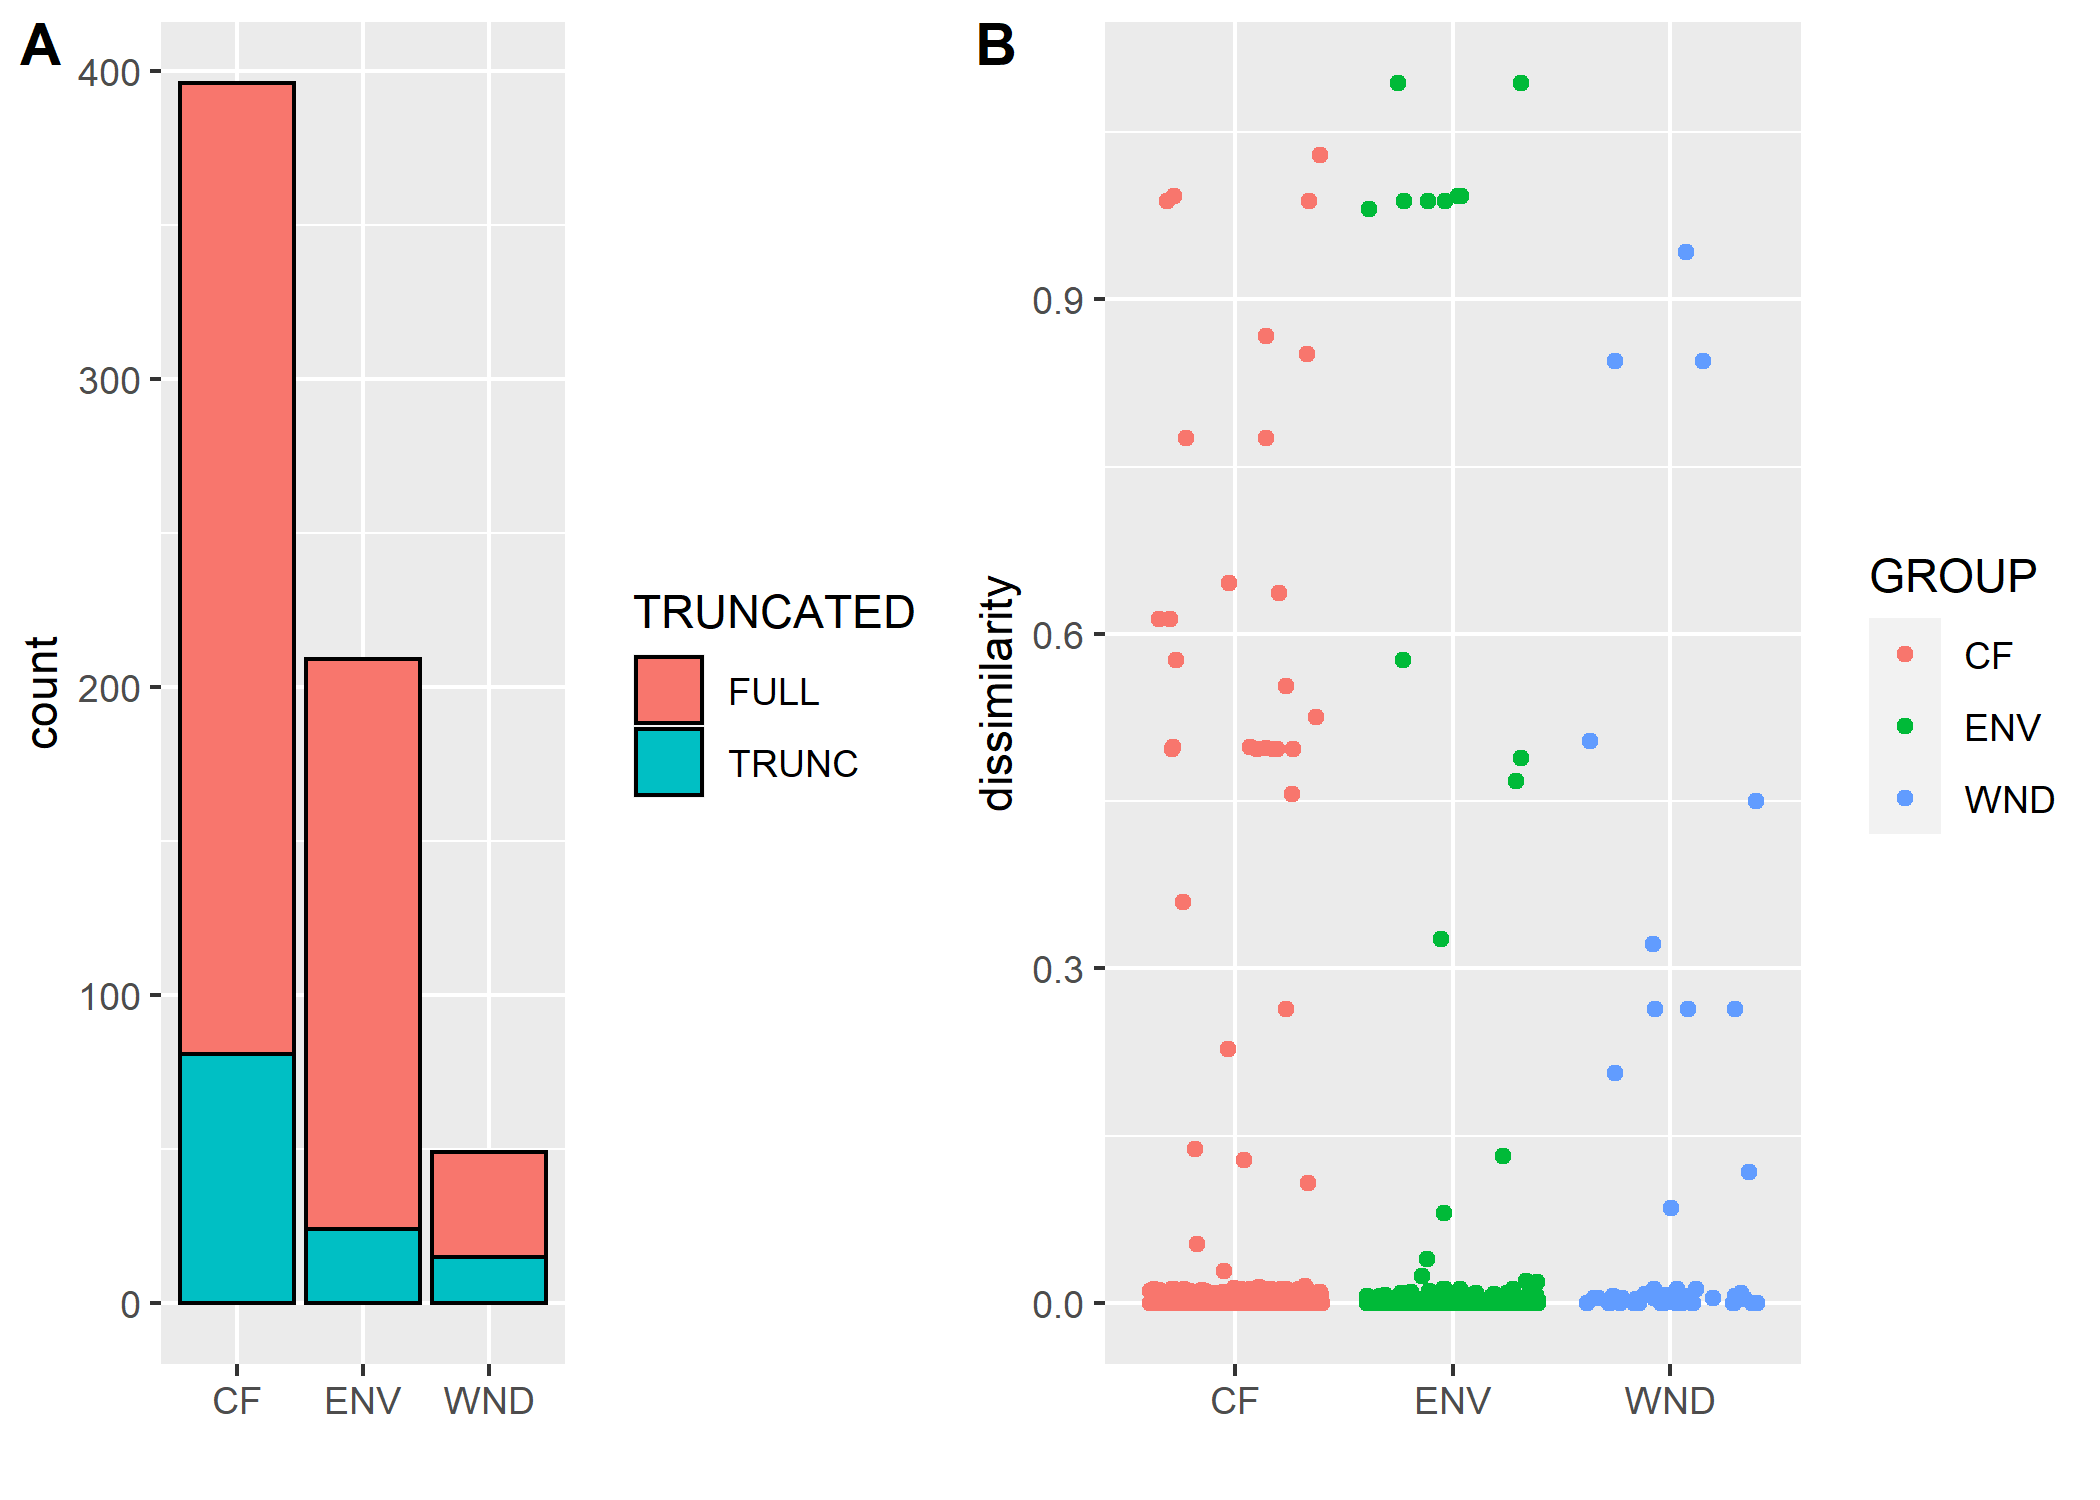 A
400
300
200
100
0
count
CF ENV WND
TRUNCATED
FULL
TRUNC
B
0.9
0.6
0.3
0.0
dissimilarity
CF ENV WND
GROUP
CF
ENV
WND